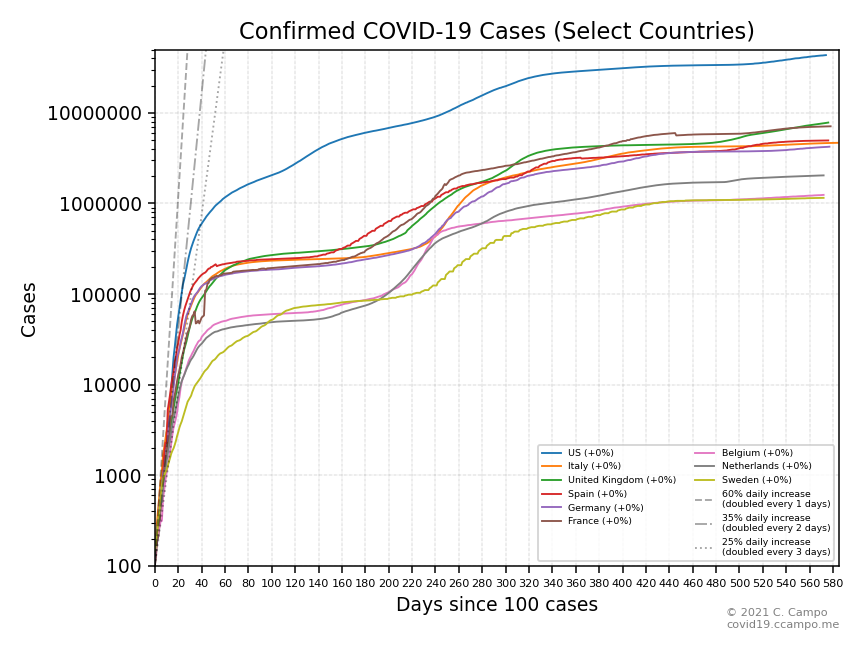 Confirmed COVID-19 Cases (Select Countries)
Cases
10000000
1000000
100000
10000
1000
100
0 20 40 60 80 100 120 140 160 180 200 220 240 260 280 300 320 340 360 380 400 420 440 460 480 500 520 540 560 580
Days since 100 cases
US (+0%)
Italy (+0%)
United Kingdom (+0%)
Spain (+0%)
Germany (+0%)
France (+0%)
Belgium (+0%)
Netherlands (+0%)
Sweden (+0%)
60% daily increase
(doubled every 1 days)
35% daily increase
(doubled every 2 days)
25% daily increase
(doubled every 3 days)
© 2021 C. Campo
covid19.ccampo.me